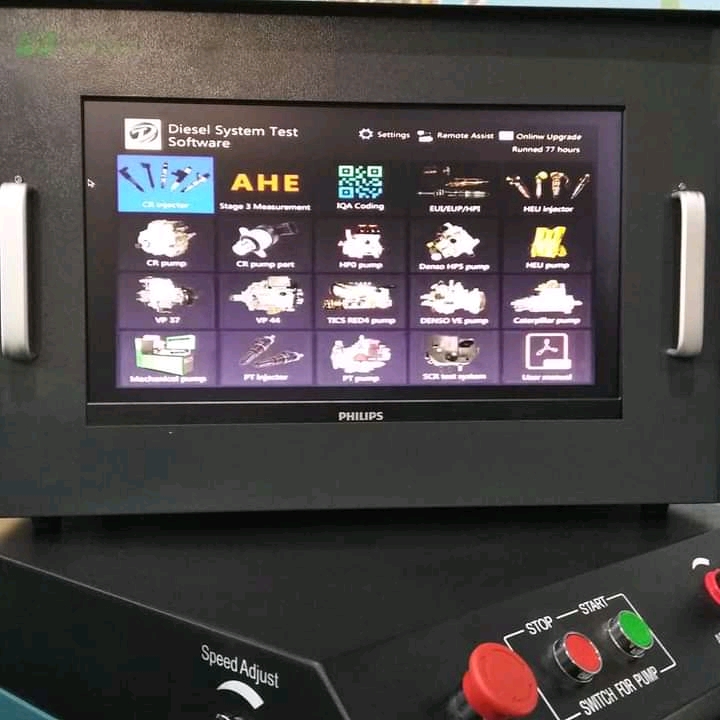 Diesel System Test
Software
Settings
Remote Assist
Onlinw Upgrade
Runned 77 hours
CR injector
AHE
Stage 3 Measurement
IQA Coding
EUI/EUP/HPI
HEU injector
CR pump
CR pump part
HP0 pump
Denso HP5 pump
HEU pump
VP 37
VP 44
TICS RED4 pump
DENSO VE pump
Caterpillar pump
Mechanical pump
PT injector
PT pump
SCR test system
User manual
PHILIPS
STOP
START
SWITCH FOR PUMP
Speed Adjust